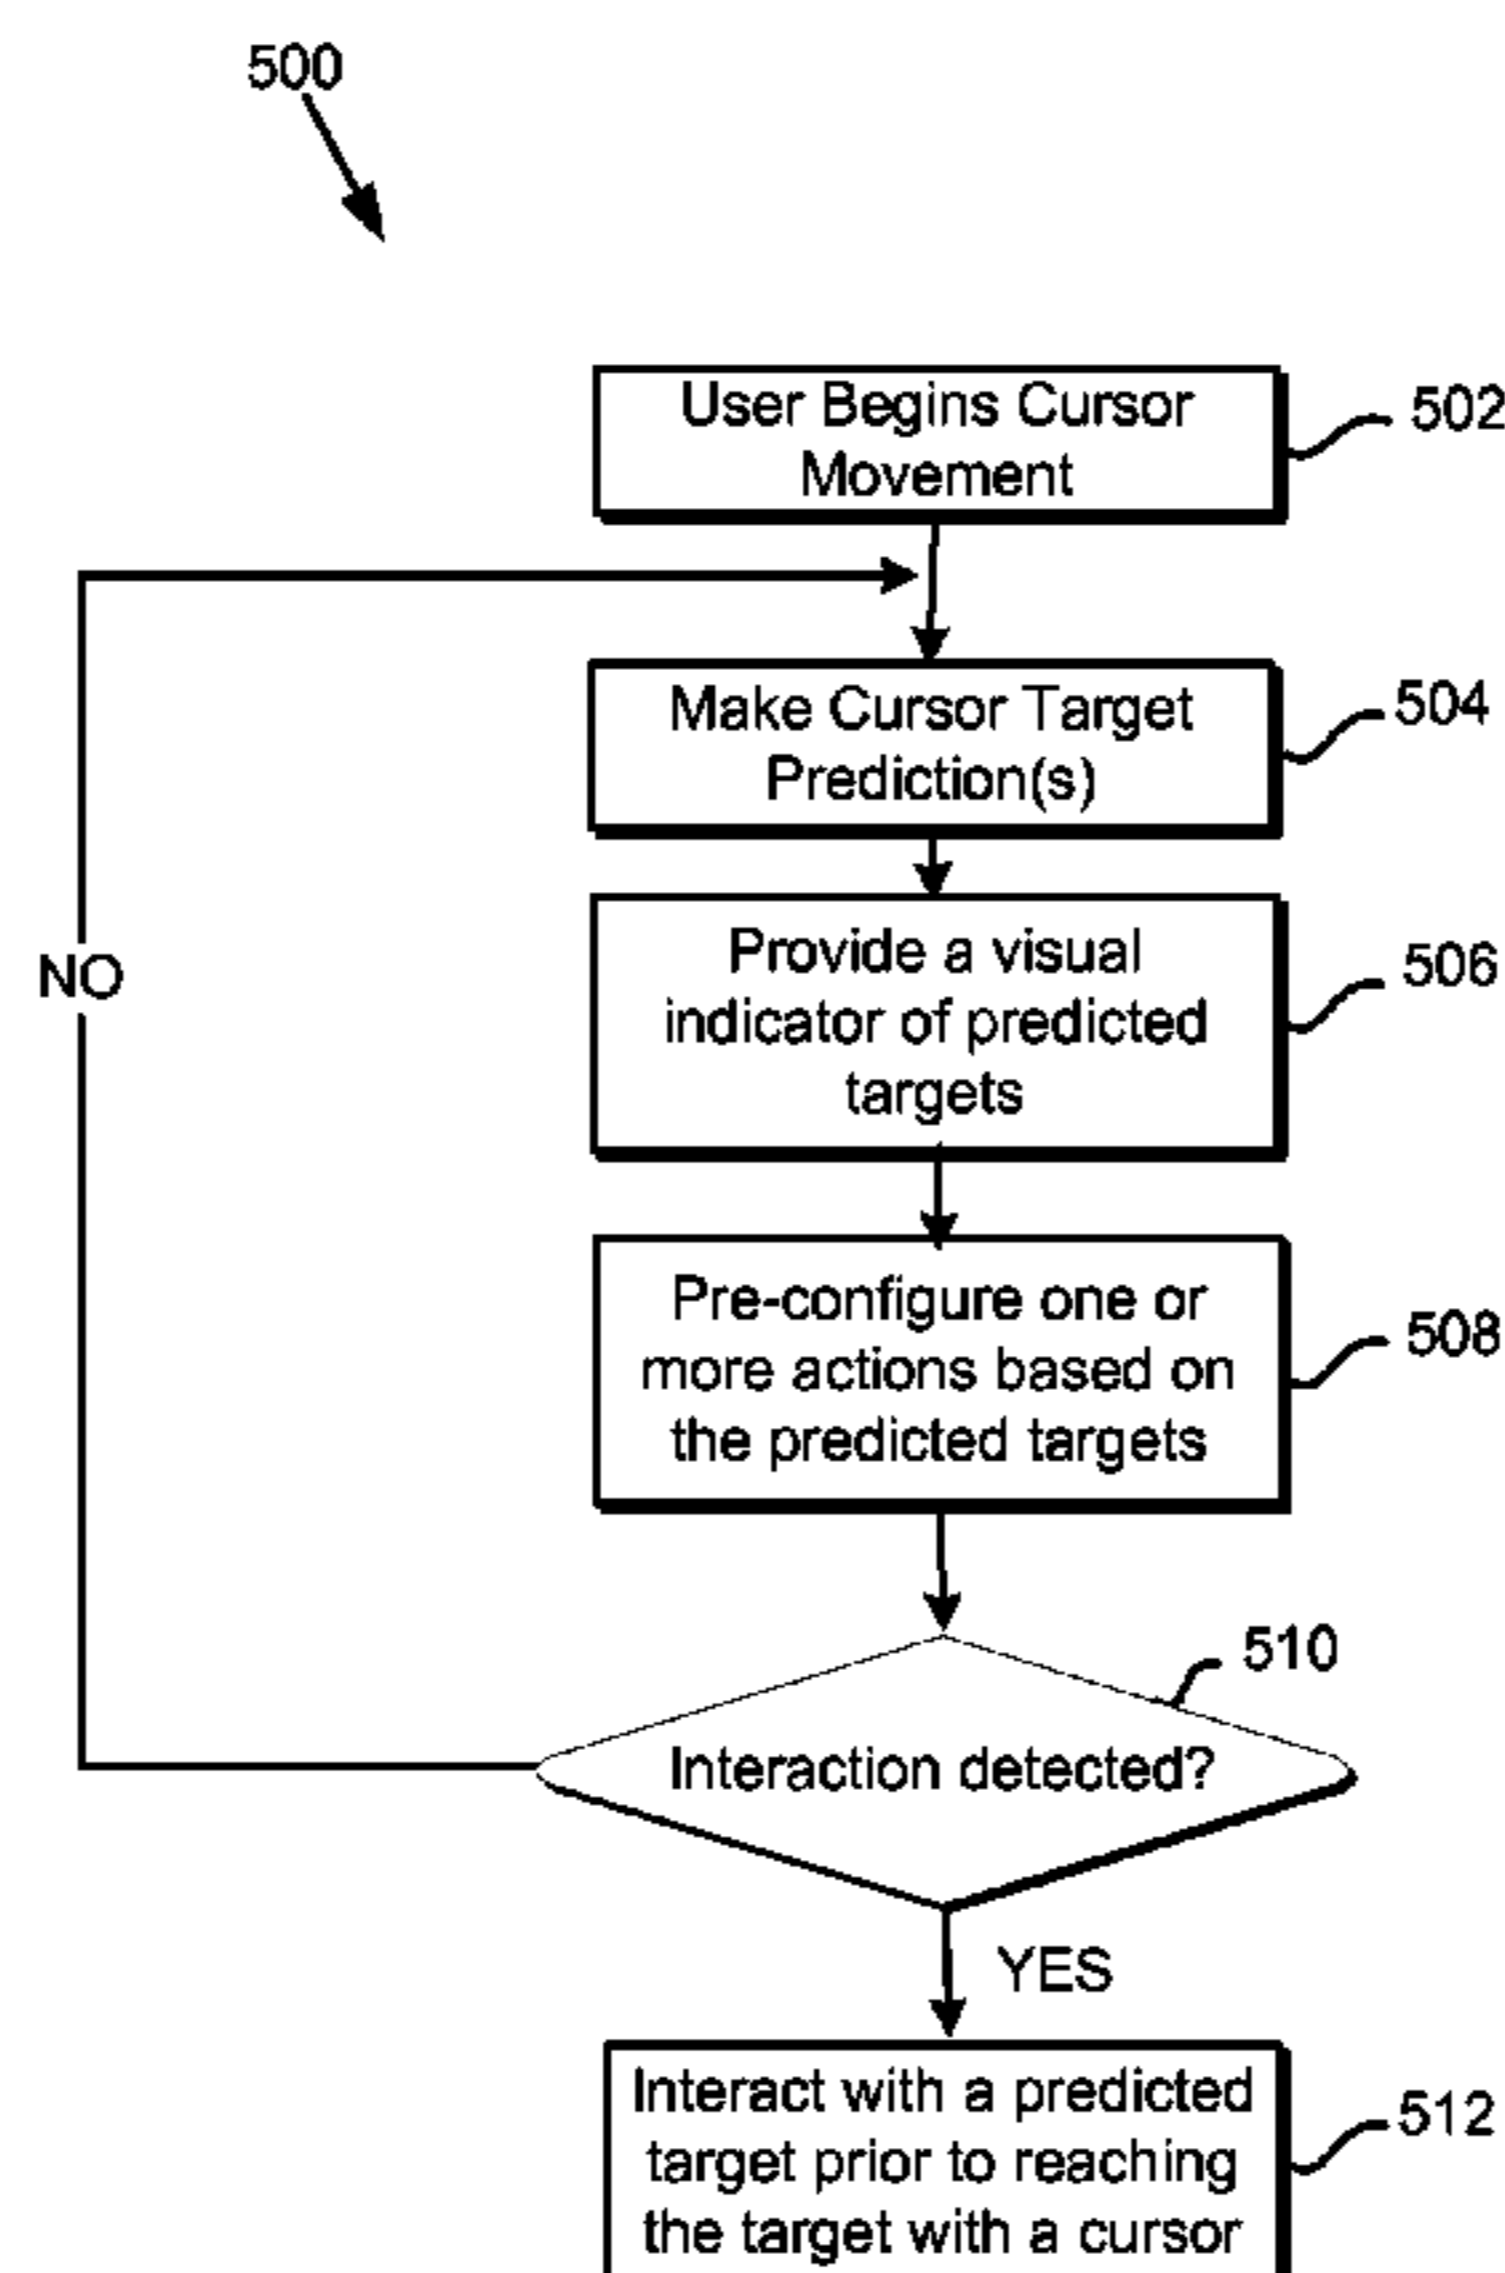 500
User Begins Cursor
Movement
502
Make Cursor Target
Prediction(s)
504
Provide a visual
indicator of predicted
targets
506
NO
Pre-configure one or
more actions based on
the predicted targets
508
510
Interaction detected?
YES
Interact with a predicted
target prior to reaching
the target with a cursor
512